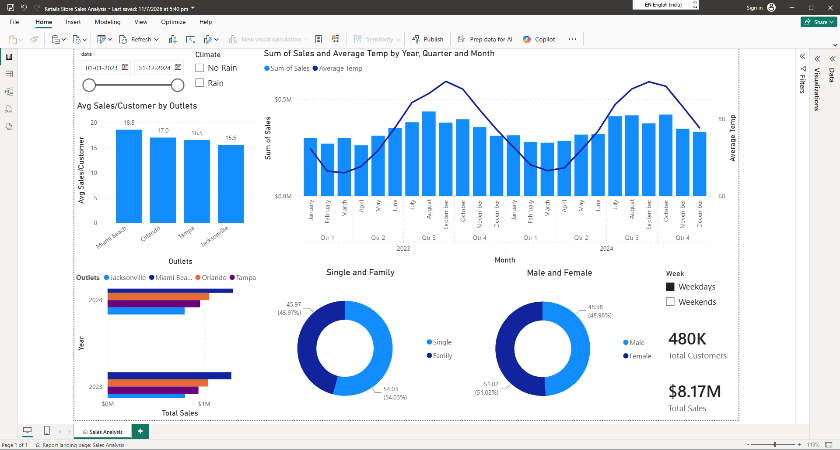 Retails Store Sales Analysis • Last saved: 11/7/2025 at 5:40 pm
EN English (India)
Sign in
File Home Insert Modeling View Optimize Help
Share
Refresh
New visual calculation
Sensitivity
Publish
Prep data for AI
Copilot
date
01-01-2023 31-12-2024
Climate
No Rain
Rain
Sum of Sales and Average Temp by Year, Quarter and Month
Sum of Sales Average Temp
$0.5M
$0.0M
Sum of Sales
80
60
Average Temp
January February March April May June July August September October November December January February March April May June July August September October November December
Qtr 1 Qtr 2 Qtr 3 Qtr 4 Qtr 1 Qtr 2 Qtr 3 Qtr 4
2023 2024
Month
Avg Sales/Customer by Outlets
Avg Sales/Customer
20
15
10
5
0
18.5 17.0 16.5 15.6
Miami Beach Orlando Tampa Jacksonville
Outlets
Outlets Jacksonville Miami Bea... Orlando Tampa
Year
2024
2023
$0M $1M
Total Sales
Single and Family
45.97
(45.97%)
54.03
(54.03%)
Single
Family
Male and Female
48.98
(48.98%)
51.02
(51.02%)
Male
Female
Week
Weekdays
Weekends
480K
Total Customers
$8.17M
Total Sales
Filters
Visualizations
Data
Sales Analysis
Page 1 of 1 Report landing page: Sales Analysis
119%